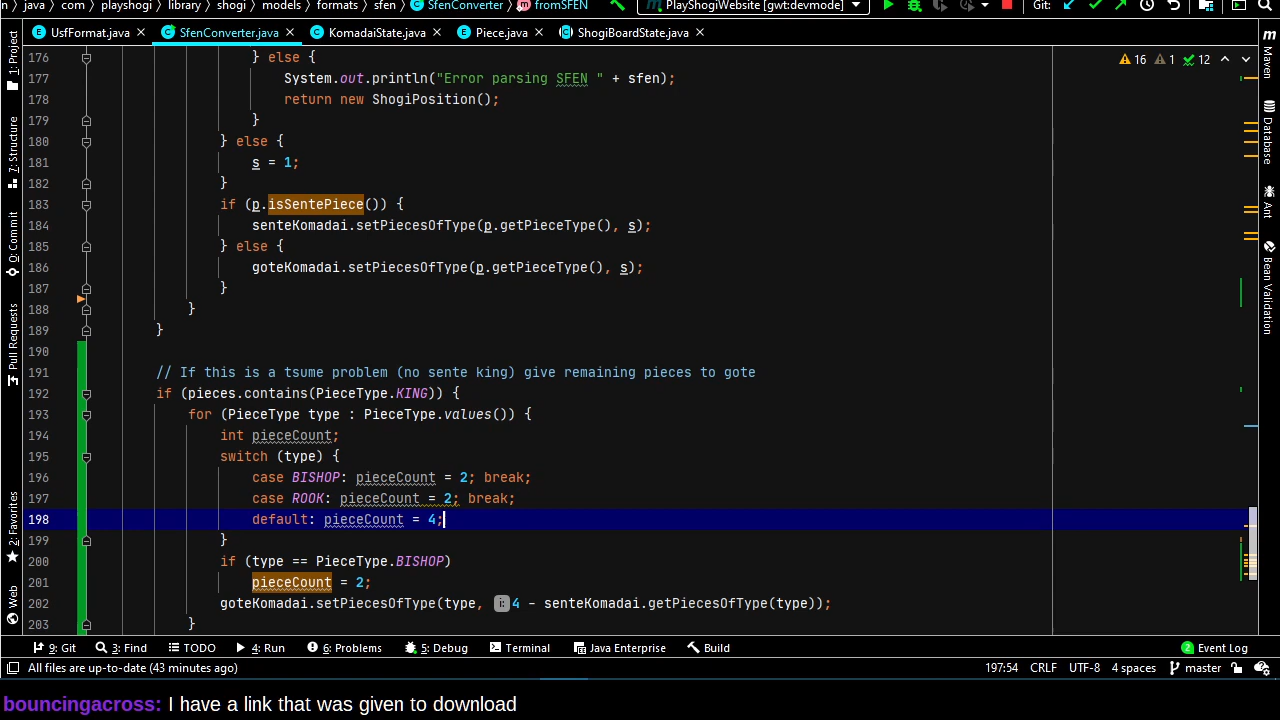 n › java › com › playshogi › library › shogi › models › formats › sfen › SfenConverter › fromSFEN PlayShogiWebsite [gwt:devmode] Git:
UsfFormat.java SfenConverter.java KomadaiState.java Piece.java ShogiBoardState.java
16 1 12
176 } else {
177 System.out.println("Error parsing SFEN " + sfen);
178 return new ShogiPosition();
179 }
180 } else {
181 s = 1;
182 }
183 if (p.isSentePiece()) {
184 senteKomadai.setPiecesOfType(p.getPieceType(), s);
185 } else {
186 goteKomadai.setPiecesOfType(p.getPieceType(), s);
187 }
188 }
189 }
190
191 // If this is a tsume problem (no sente king) give remaining pieces to gote
192 if (pieces.contains(PieceType.KING)) {
193 for (PieceType type : PieceType.values()) {
194 int pieceCount;
195 switch (type) {
196 case BISHOP: pieceCount = 2; break;
197 case ROOK: pieceCount = 2; break;
198 default: pieceCount = 4;
199 }
200 if (type == PieceType.BISHOP)
201 pieceCount = 2;
202 goteKomadai.setPiecesOfType(type, i: 4 - senteKomadai.getPiecesOfType(type));
203 }
1: Project
7: Structure
0: Commit
Pull Requests
2: Favorites
Web
Maven
Database
Ant
Bean Validation
9: Git 3: Find TODO 4: Run 6: Problems 5: Debug Terminal Java Enterprise Build 2 Event Log
All files are up-to-date (43 minutes ago) 197:54 CRLF UTF-8 4 spaces master
bouncingacross: I have a link that was given to download